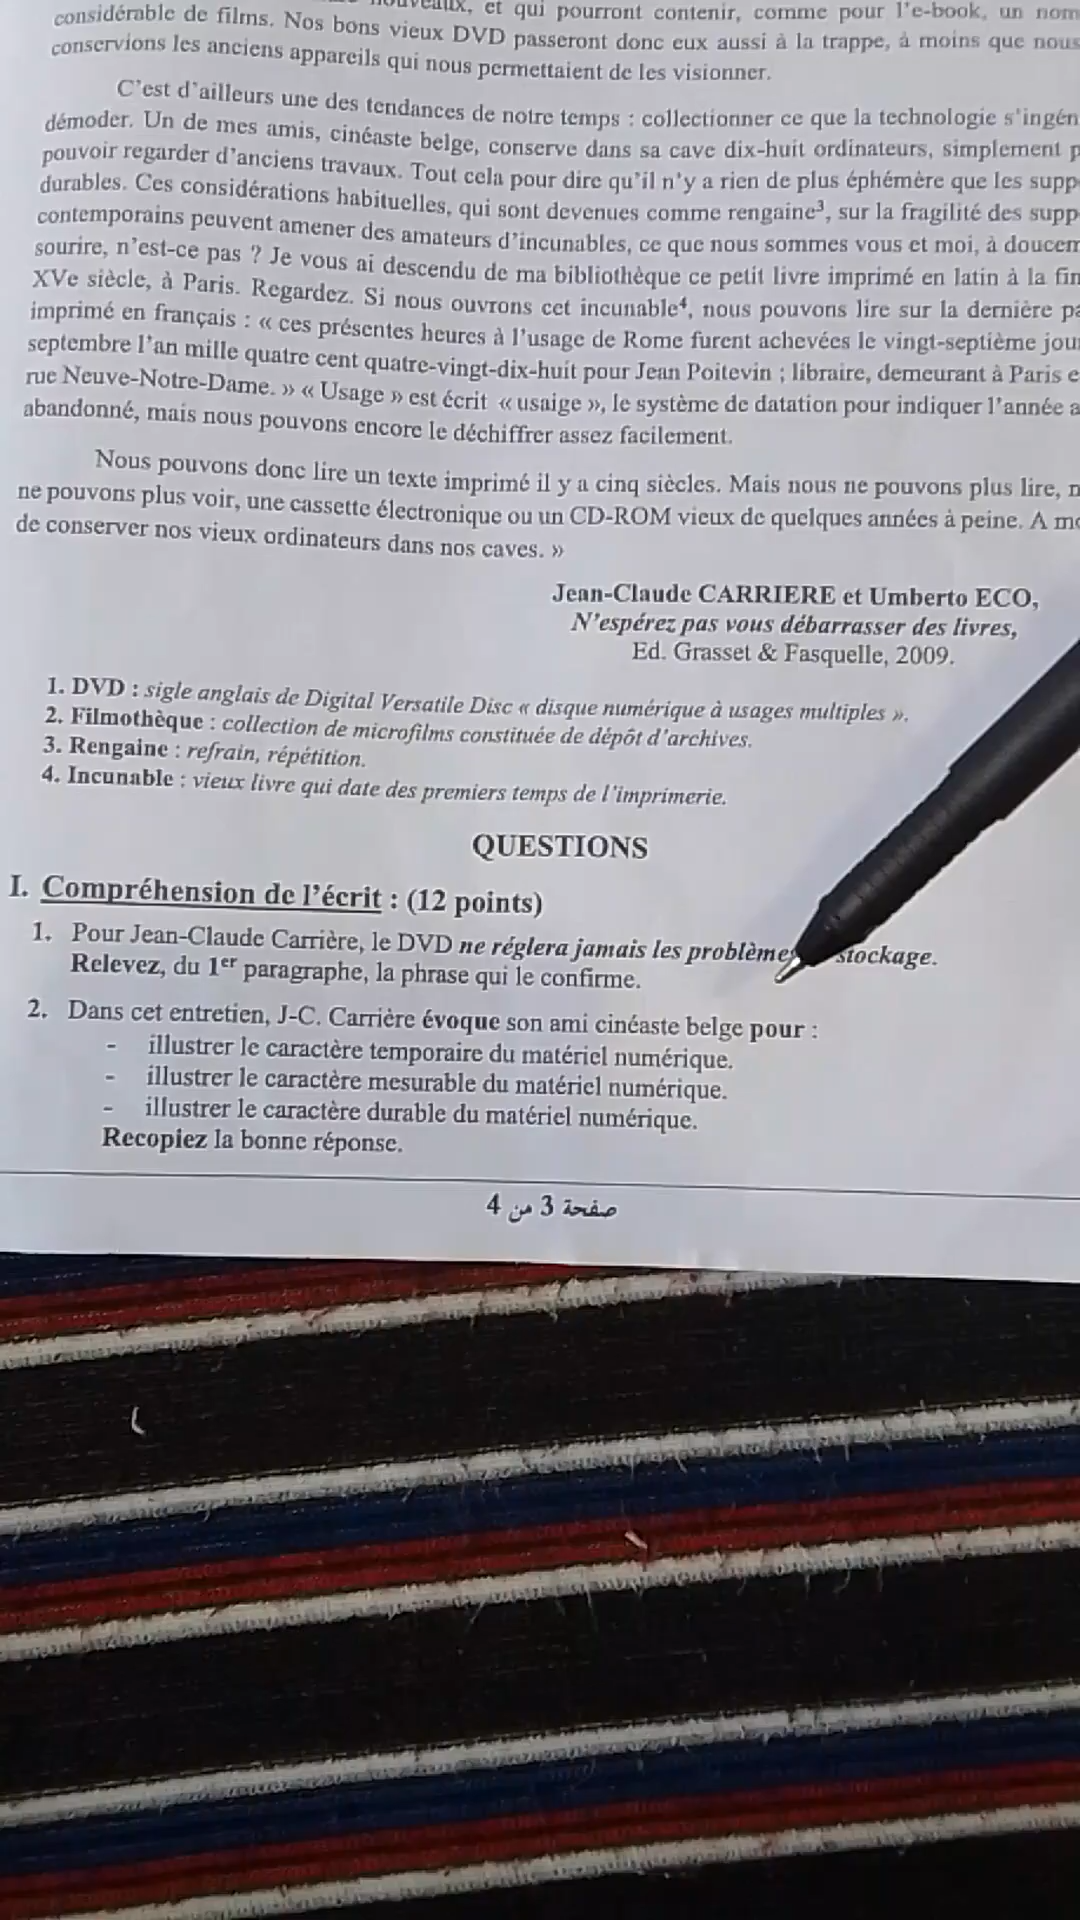 nouveaux, et qui pourront contenir, comme pour l'e-book, un nom
considérable de films. Nos bons vieux DVD passeront donc eux aussi à la trappe, à moins que nous
conservions les anciens appareils qui nous permettaient de les visionner.
C'est d'ailleurs une des tendances de notre temps : collectionner ce que la technologie s'ingén
démoder. Un de mes amis, cinéaste belge, conserve dans sa cave dix-huit ordinateurs, simplement p
pouvoir regarder d'anciens travaux. Tout cela pour dire qu'il n'y a rien de plus éphémère que les supp
durables. Ces considérations habituelles, qui sont devenues comme rengaine³, sur la fragilité des supp
contemporains peuvent amener des amateurs d'incunables, ce que nous sommes vous et moi, à doucem
sourire, n'est-ce pas ? Je vous ai descendu de ma bibliothèque ce petit livre imprimé en latin à la fin
XVe siècle, à Paris. Regardez. Si nous ouvrons cet incunable⁴, nous pouvons lire sur la dernière pa
imprimé en français : « ces présentes heures à l'usage de Rome furent achevées le vingt-septième jour
septembre l'an mille quatre cent quatre-vingt-dix-huit pour Jean Poitevin ; libraire, demeurant à Paris e
rue Neuve-Notre-Dame. » « Usage » est écrit « usaige », le système de datation pour indiquer l'année a
abandonné, mais nous pouvons encore le déchiffrer assez facilement.
Nous pouvons donc lire un texte imprimé il y a cinq siècles. Mais nous ne pouvons plus lire, n
ne pouvons plus voir, une cassette électronique ou un CD-ROM vieux de quelques années à peine. A mo
de conserver nos vieux ordinateurs dans nos caves. »
Jean-Claude CARRIERE et Umberto ECO,
N'espérez pas vous débarrasser des livres,
Ed. Grasset & Fasquelle, 2009.
1. DVD : sigle anglais de Digital Versatile Disc « disque numérique à usages multiples ».
2. Filmothèque : collection de microfilms constituée de dépôt d'archives.
3. Rengaine : refrain, répétition.
4. Incunable : vieux livre qui date des premiers temps de l'imprimerie.
QUESTIONS
I. Compréhension de l'écrit : (12 points)
1. Pour Jean-Claude Carrière, le DVD ne réglera jamais les problèmes stockage.
Relevez, du 1er paragraphe, la phrase qui le confirme.
2. Dans cet entretien, J-C. Carrière évoque son ami cinéaste belge pour :
- illustrer le caractère temporaire du matériel numérique.
- illustrer le caractère mesurable du matériel numérique.
- illustrer le caractère durable du matériel numérique.
Recopiez la bonne réponse.
صفحة 3 من 4